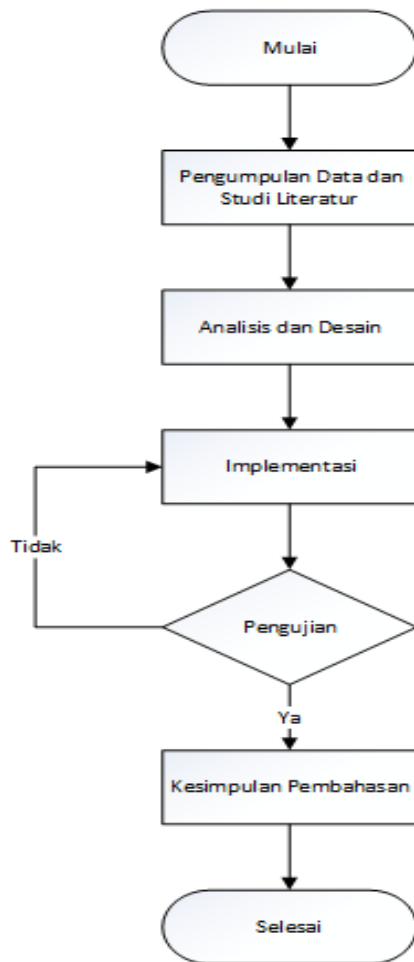 Mulai
Pengumpulan Data dan
Studi Literatur
Analisis dan Desain
Implementasi
Tidak
Pengujian
Ya
Kesimpulan Pembahasan
Selesai